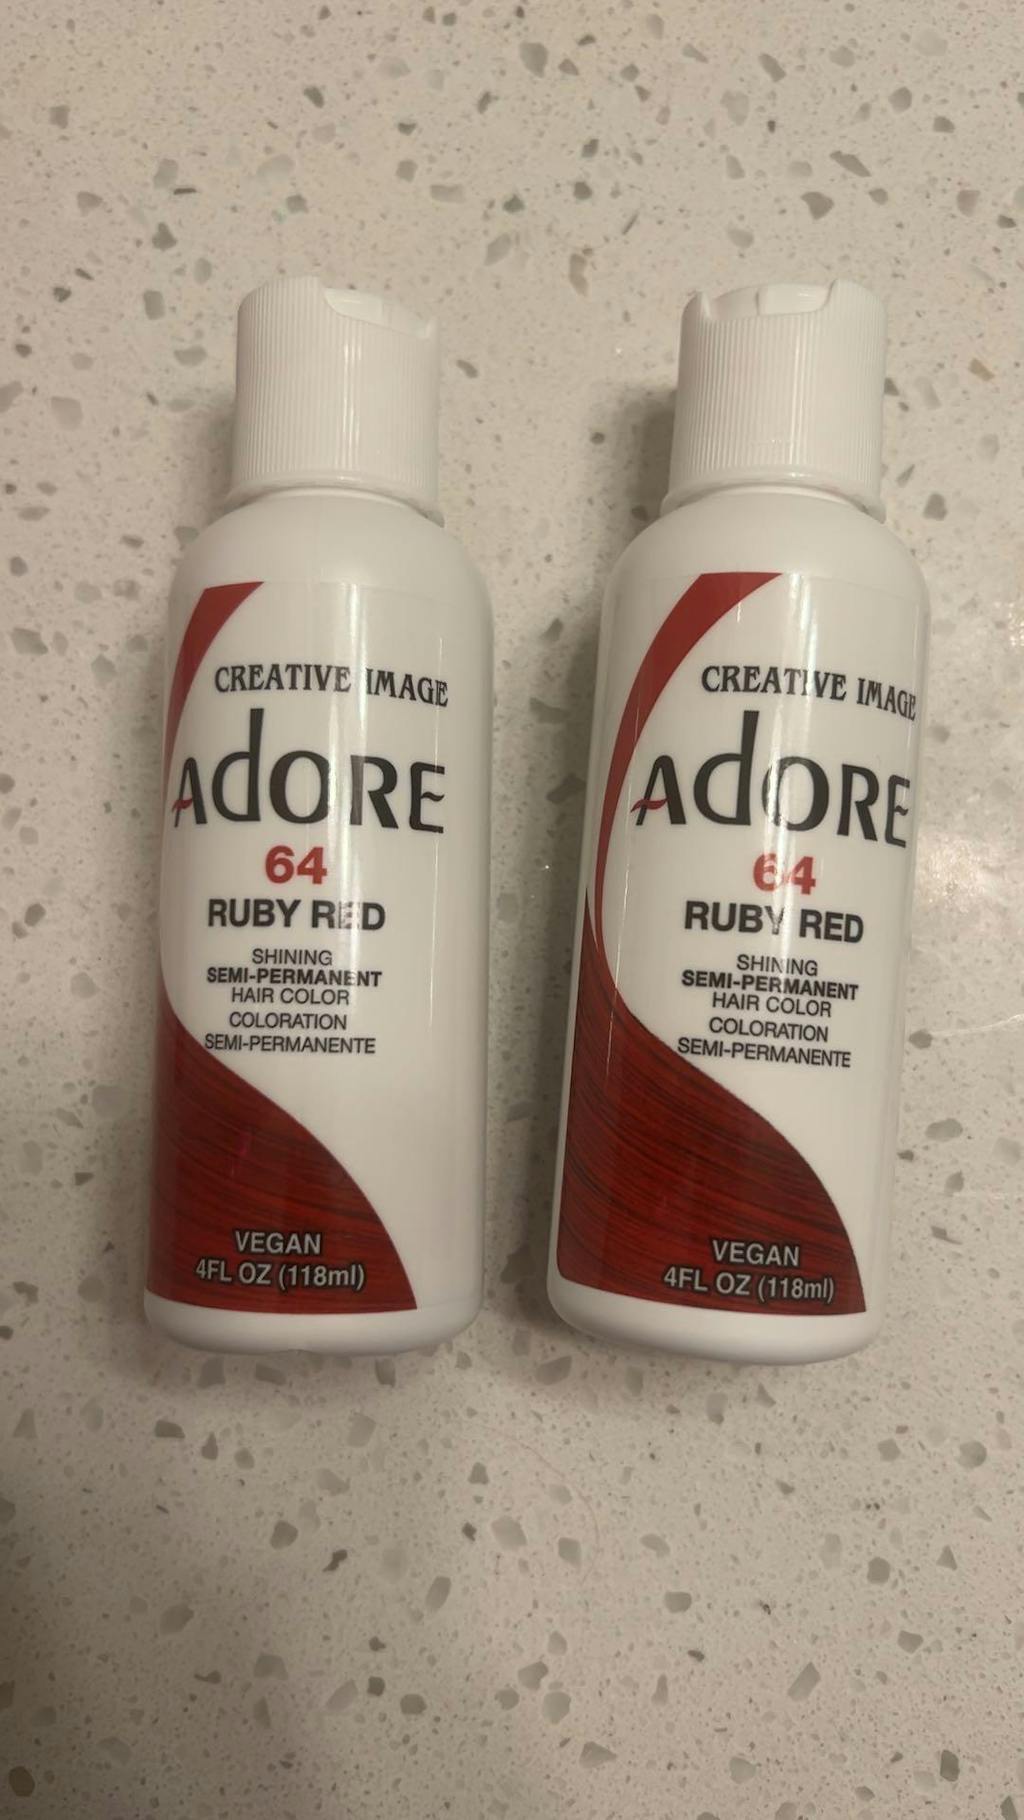 CREATIVE IMAGE
ADORE
64
RUBY RED
SHINING
SEMI-PERMANENT
HAIR COLOR
COLORATION
SEMI-PERMANENTE
VEGAN
4FL OZ (118ml)
CREATIVE IMAGE
ADORE
64
RUBY RED
SHINING
SEMI-PERMANENT
HAIR COLOR
COLORATION
SEMI-PERMANENTE
VEGAN
4FL OZ (118ml)